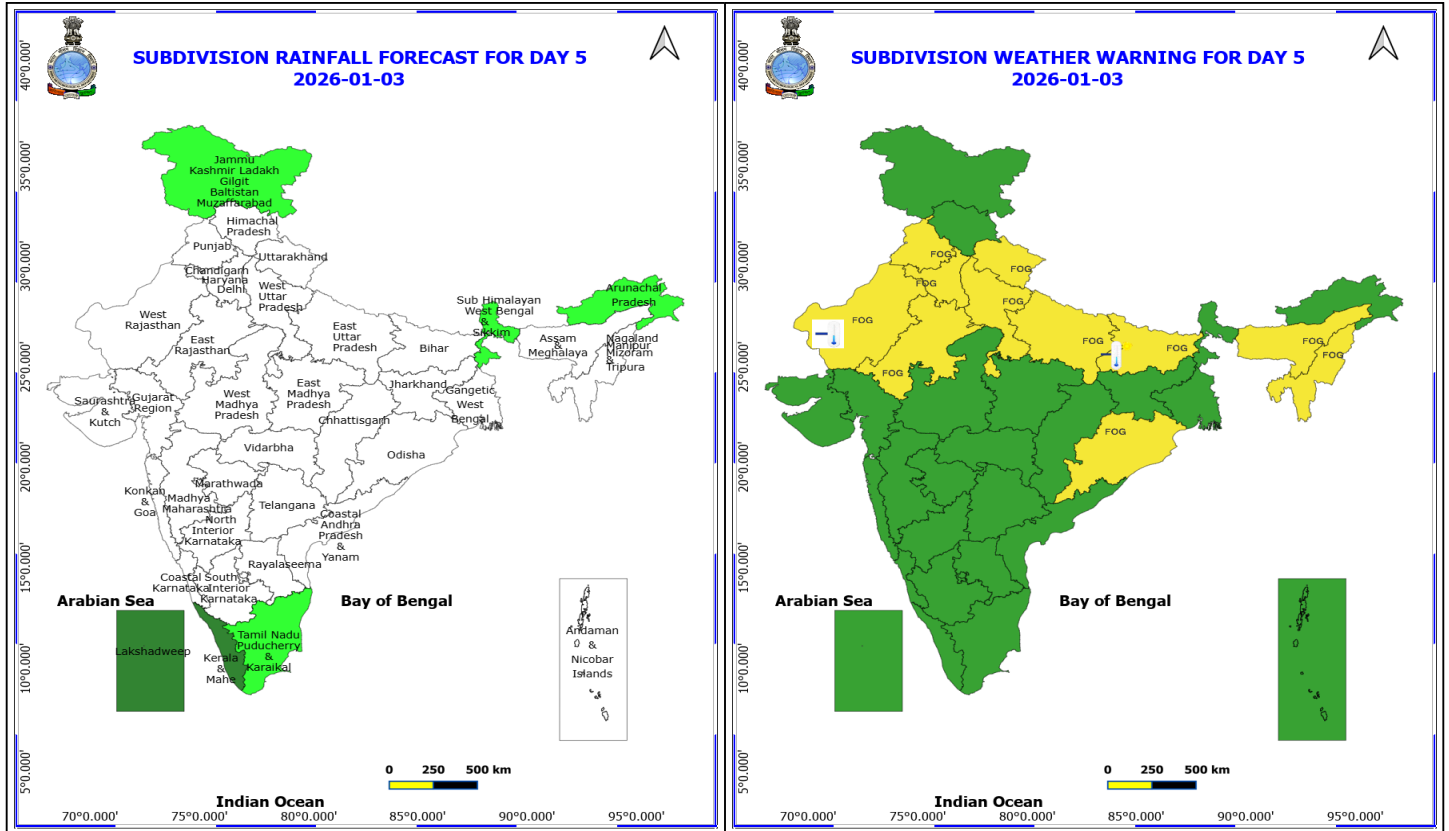 SUBDIVISION RAINFALL FORECAST FOR DAY 5
2026-01-03
40°0.000'
35°0.000'
30°0.000'
25°0.000'
20°0.000'
15°0.000'
10°0.000'
5°0.000'
Jammu
Kashmir Ladakh
Gilgit
Baltistan
Muzaffarabad
Himachal
Pradesh
Punjab
Uttarakhand
Chandigarh
Haryana
Delhi
West
Uttar
Pradesh
West
Rajasthan
East
Rajasthan
East
Uttar
Pradesh
Bihar
Sub Himalayan
West Bengal
&
Sikkim
Arunachal
Pradesh
Assam
&
Meghalaya
Nagaland
Manipur
Mizoram
&
Tripura
Saurashtra
&
Kutch
Gujarat
Region
West
Madhya
Pradesh
East
Madhya
Pradesh
Jharkhand
Gangetic
West
Bengal
Chhattisgarh
Vidarbha
Odisha
Konkan
&
Goa
Madhya
Maharashtra
Marathwada
Telangana
North
Interior
Karnataka
Coastal
Andhra
Pradesh
&
Yanam
Rayalaseema
Coastal
Karnataka
South
Interior
Karnataka
Arabian Sea
Bay of Bengal
Lakshadweep
Kerala
&
Mahe
Tamil Nadu
Puducherry
&
Karaikal
Andaman
&
Nicobar
Islands
0 250 500 km
Indian Ocean
70°0.000' 75°0.000' 80°0.000' 85°0.000' 90°0.000' 95°0.000'
SUBDIVISION WEATHER WARNING FOR DAY 5
2026-01-03
40°0.000'
35°0.000'
30°0.000'
25°0.000'
20°0.000'
15°0.000'
10°0.000'
5°0.000'
FOG
FOG
FOG
FOG
FOG
FOG
FOG
FOG
FOG
FOG
FOG
Arabian Sea
Bay of Bengal
0 250 500 km
Indian Ocean
70°0.000' 75°0.000' 80°0.000' 85°0.000' 90°0.000' 95°0.000'